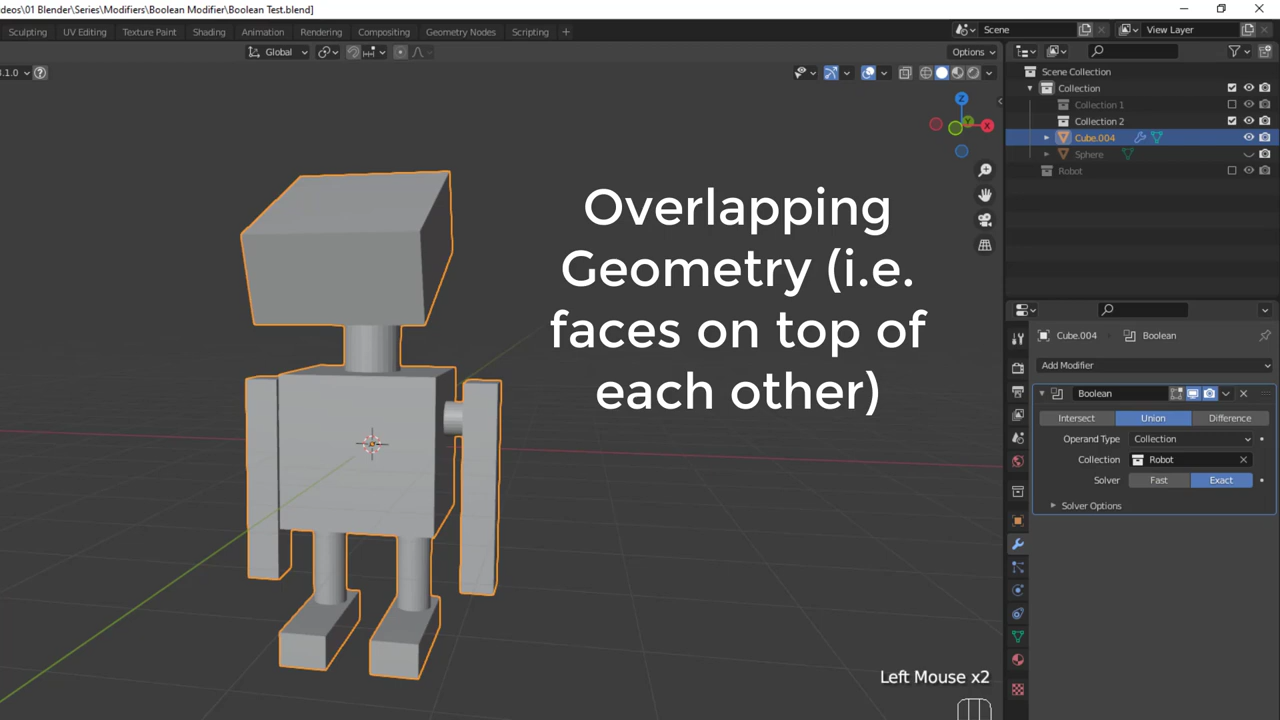 deos\01 Blender\Series\Modifiers\Boolean Modifier\Boolean Test.blend]
Sculpting UV Editing Texture Paint Shading Animation Rendering Compositing Geometry Nodes Scripting +
Scene
View Layer
Global
Options
3.1.0
Scene Collection
Collection
Collection 1
Collection 2
Cube.004
Sphere
Robot
Z
X
Y
Overlapping
Geometry (i.e.
faces on top of
each other)
Cube.004 Boolean
Add Modifier
Boolean
Intersect Union Difference
Operand Type Collection
Collection Robot
Solver Fast Exact
Solver Options
Left Mouse x2